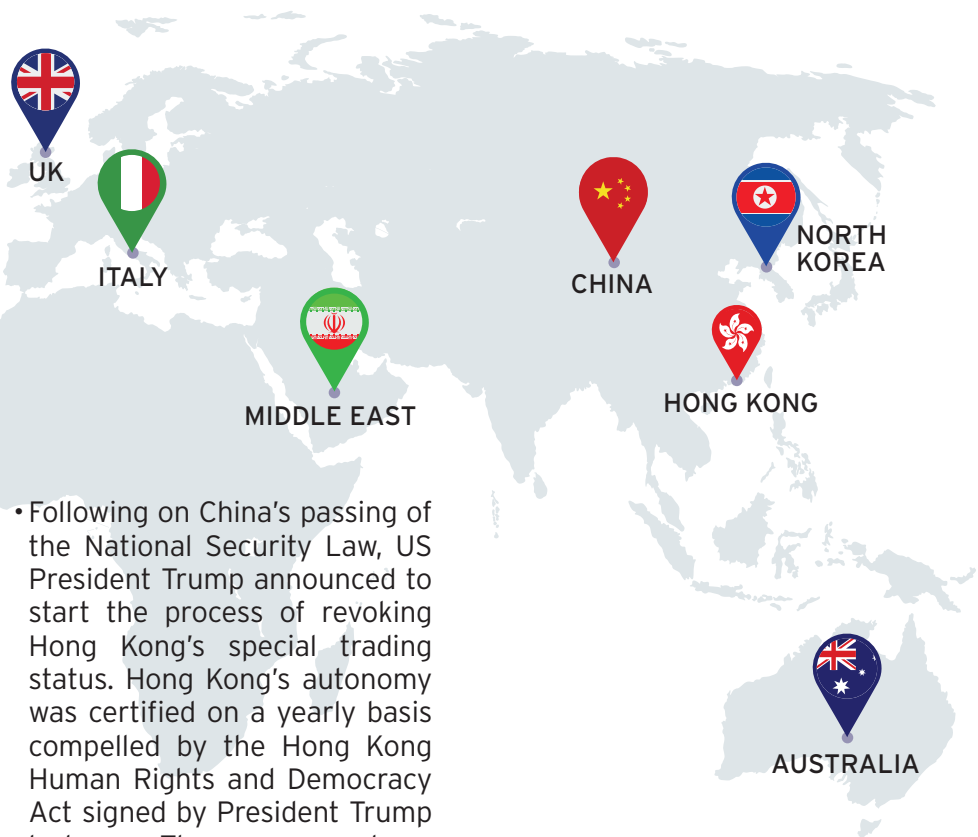 UK
ITALY
MIDDLE EAST
CHINA
NORTH
KOREA
HONG KONG
AUSTRALIA
• Following on China's passing of
the National Security Law, US
President Trump announced to
start the process of revoking
Hong Kong's special trading
status. Hong Kong's autonomy
was certified on a yearly basis
compelled by the Hong Kong
Human Rights and Democracy
Act signed by President Trump